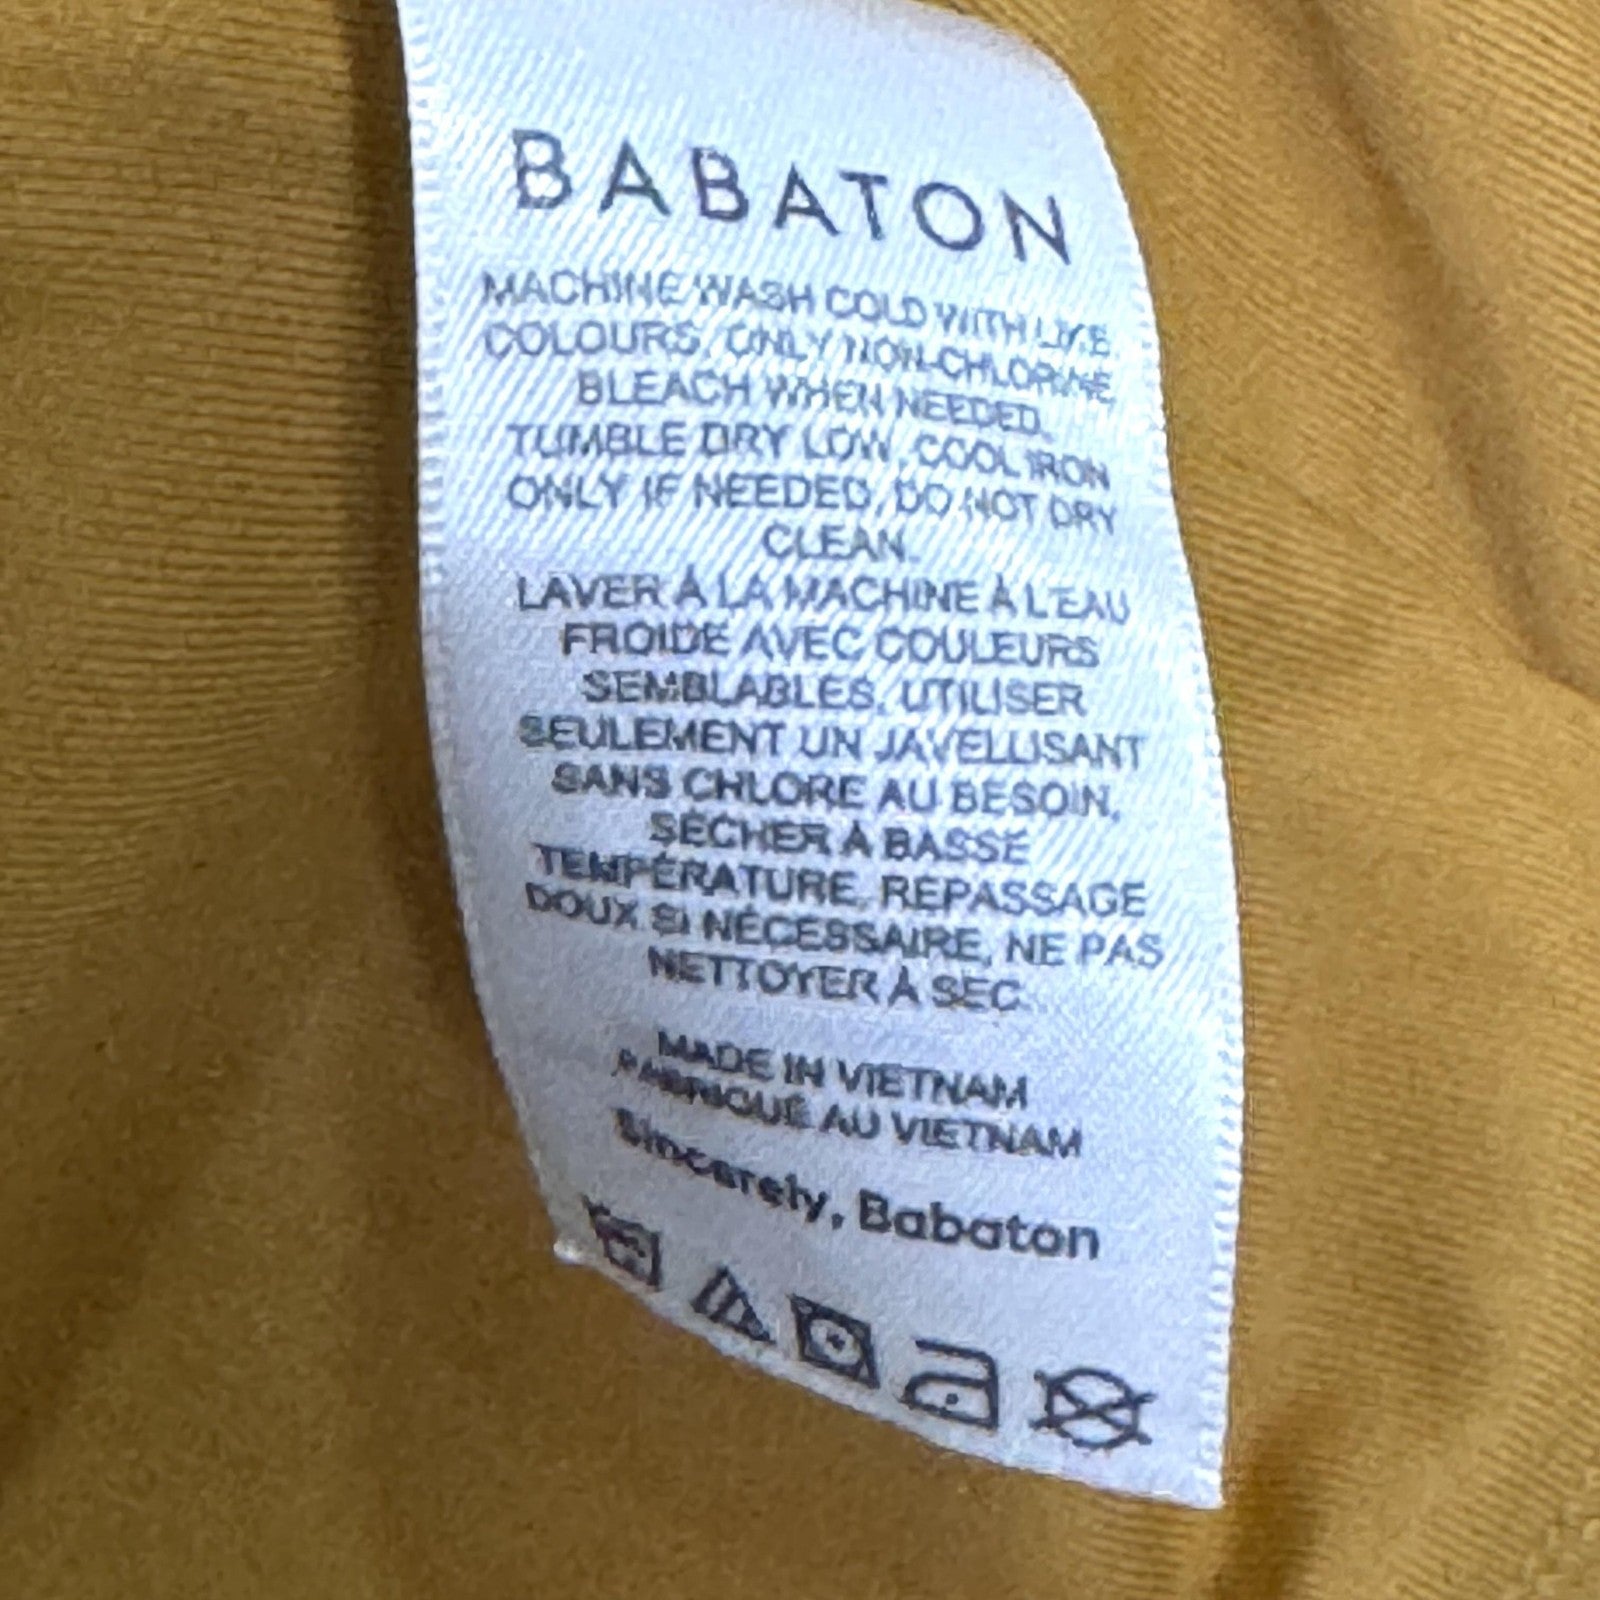 BABATON
MACHINE WASH COLD WITH LIKE
COLOURS, ONLY NON-CHLORINE
BLEACH WHEN NEEDED,
TUMBLE DRY LOW, COOL IRON
ONLY IF NEEDED, DO NOT DRY
CLEAN.
LAVER À LA MACHINE À L'EAU
FROIDE AVEC COULEURS
SEMBLABLES, UTILISER
SEULEMENT UN JAVELLISANT
SANS CHLORE AU BESOIN,
SÉCHER À BASSE
TEMPÉRATURE, REPASSAGE
DOUX SI NÉCESSAIRE, NE PAS
NETTOYER À SEC.
MADE IN VIETNAM
FABRIQUÉ AU VIETNAM
Sincerely, Babaton